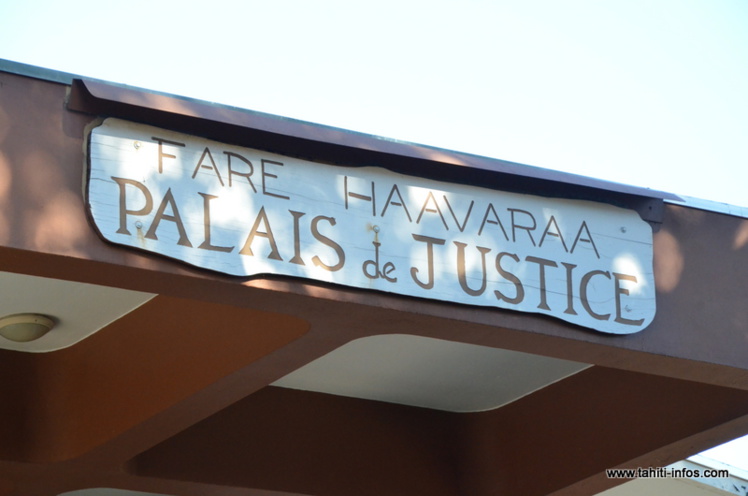 FARE HAAVARAA
PALAIS de JUSTICE
www.tahiti-infos.com